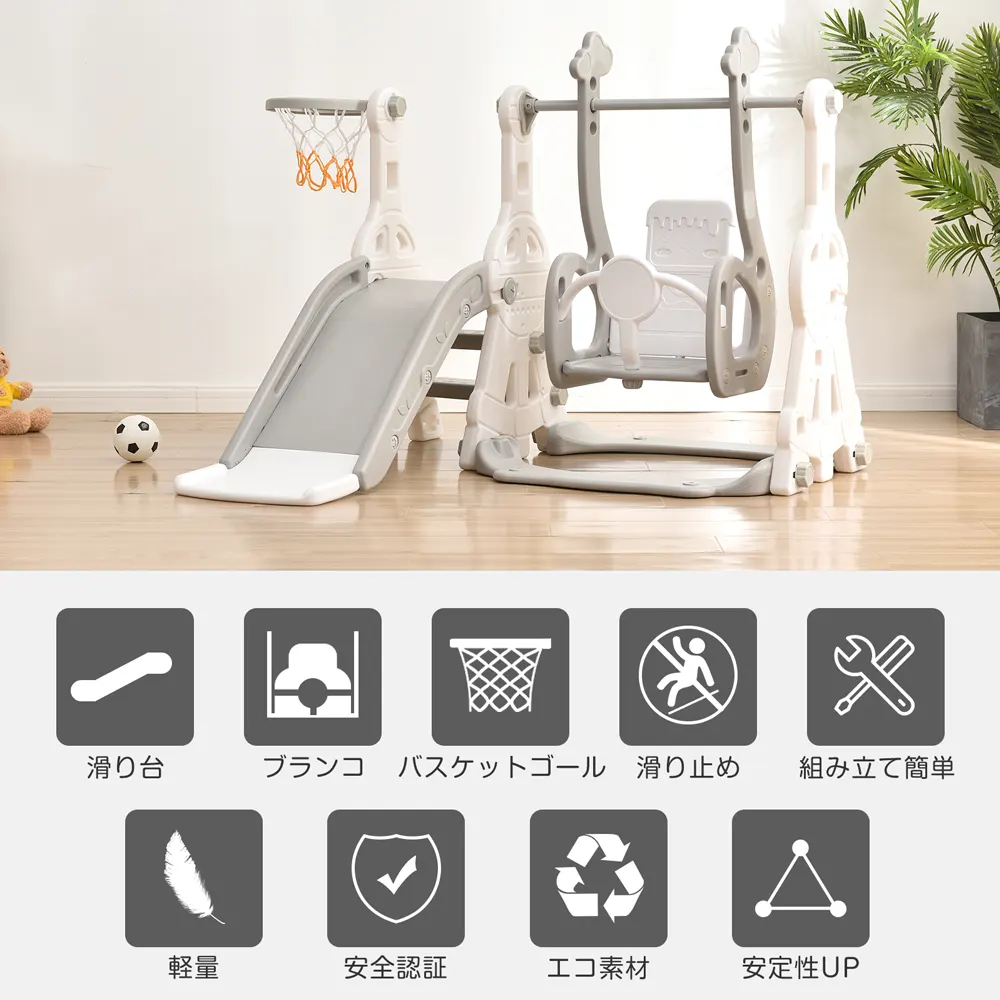 滑り台
ブランコ
バスケットゴール
滑り止め
組み立て簡単
軽量
安全認証
エコ素材
安定性UP